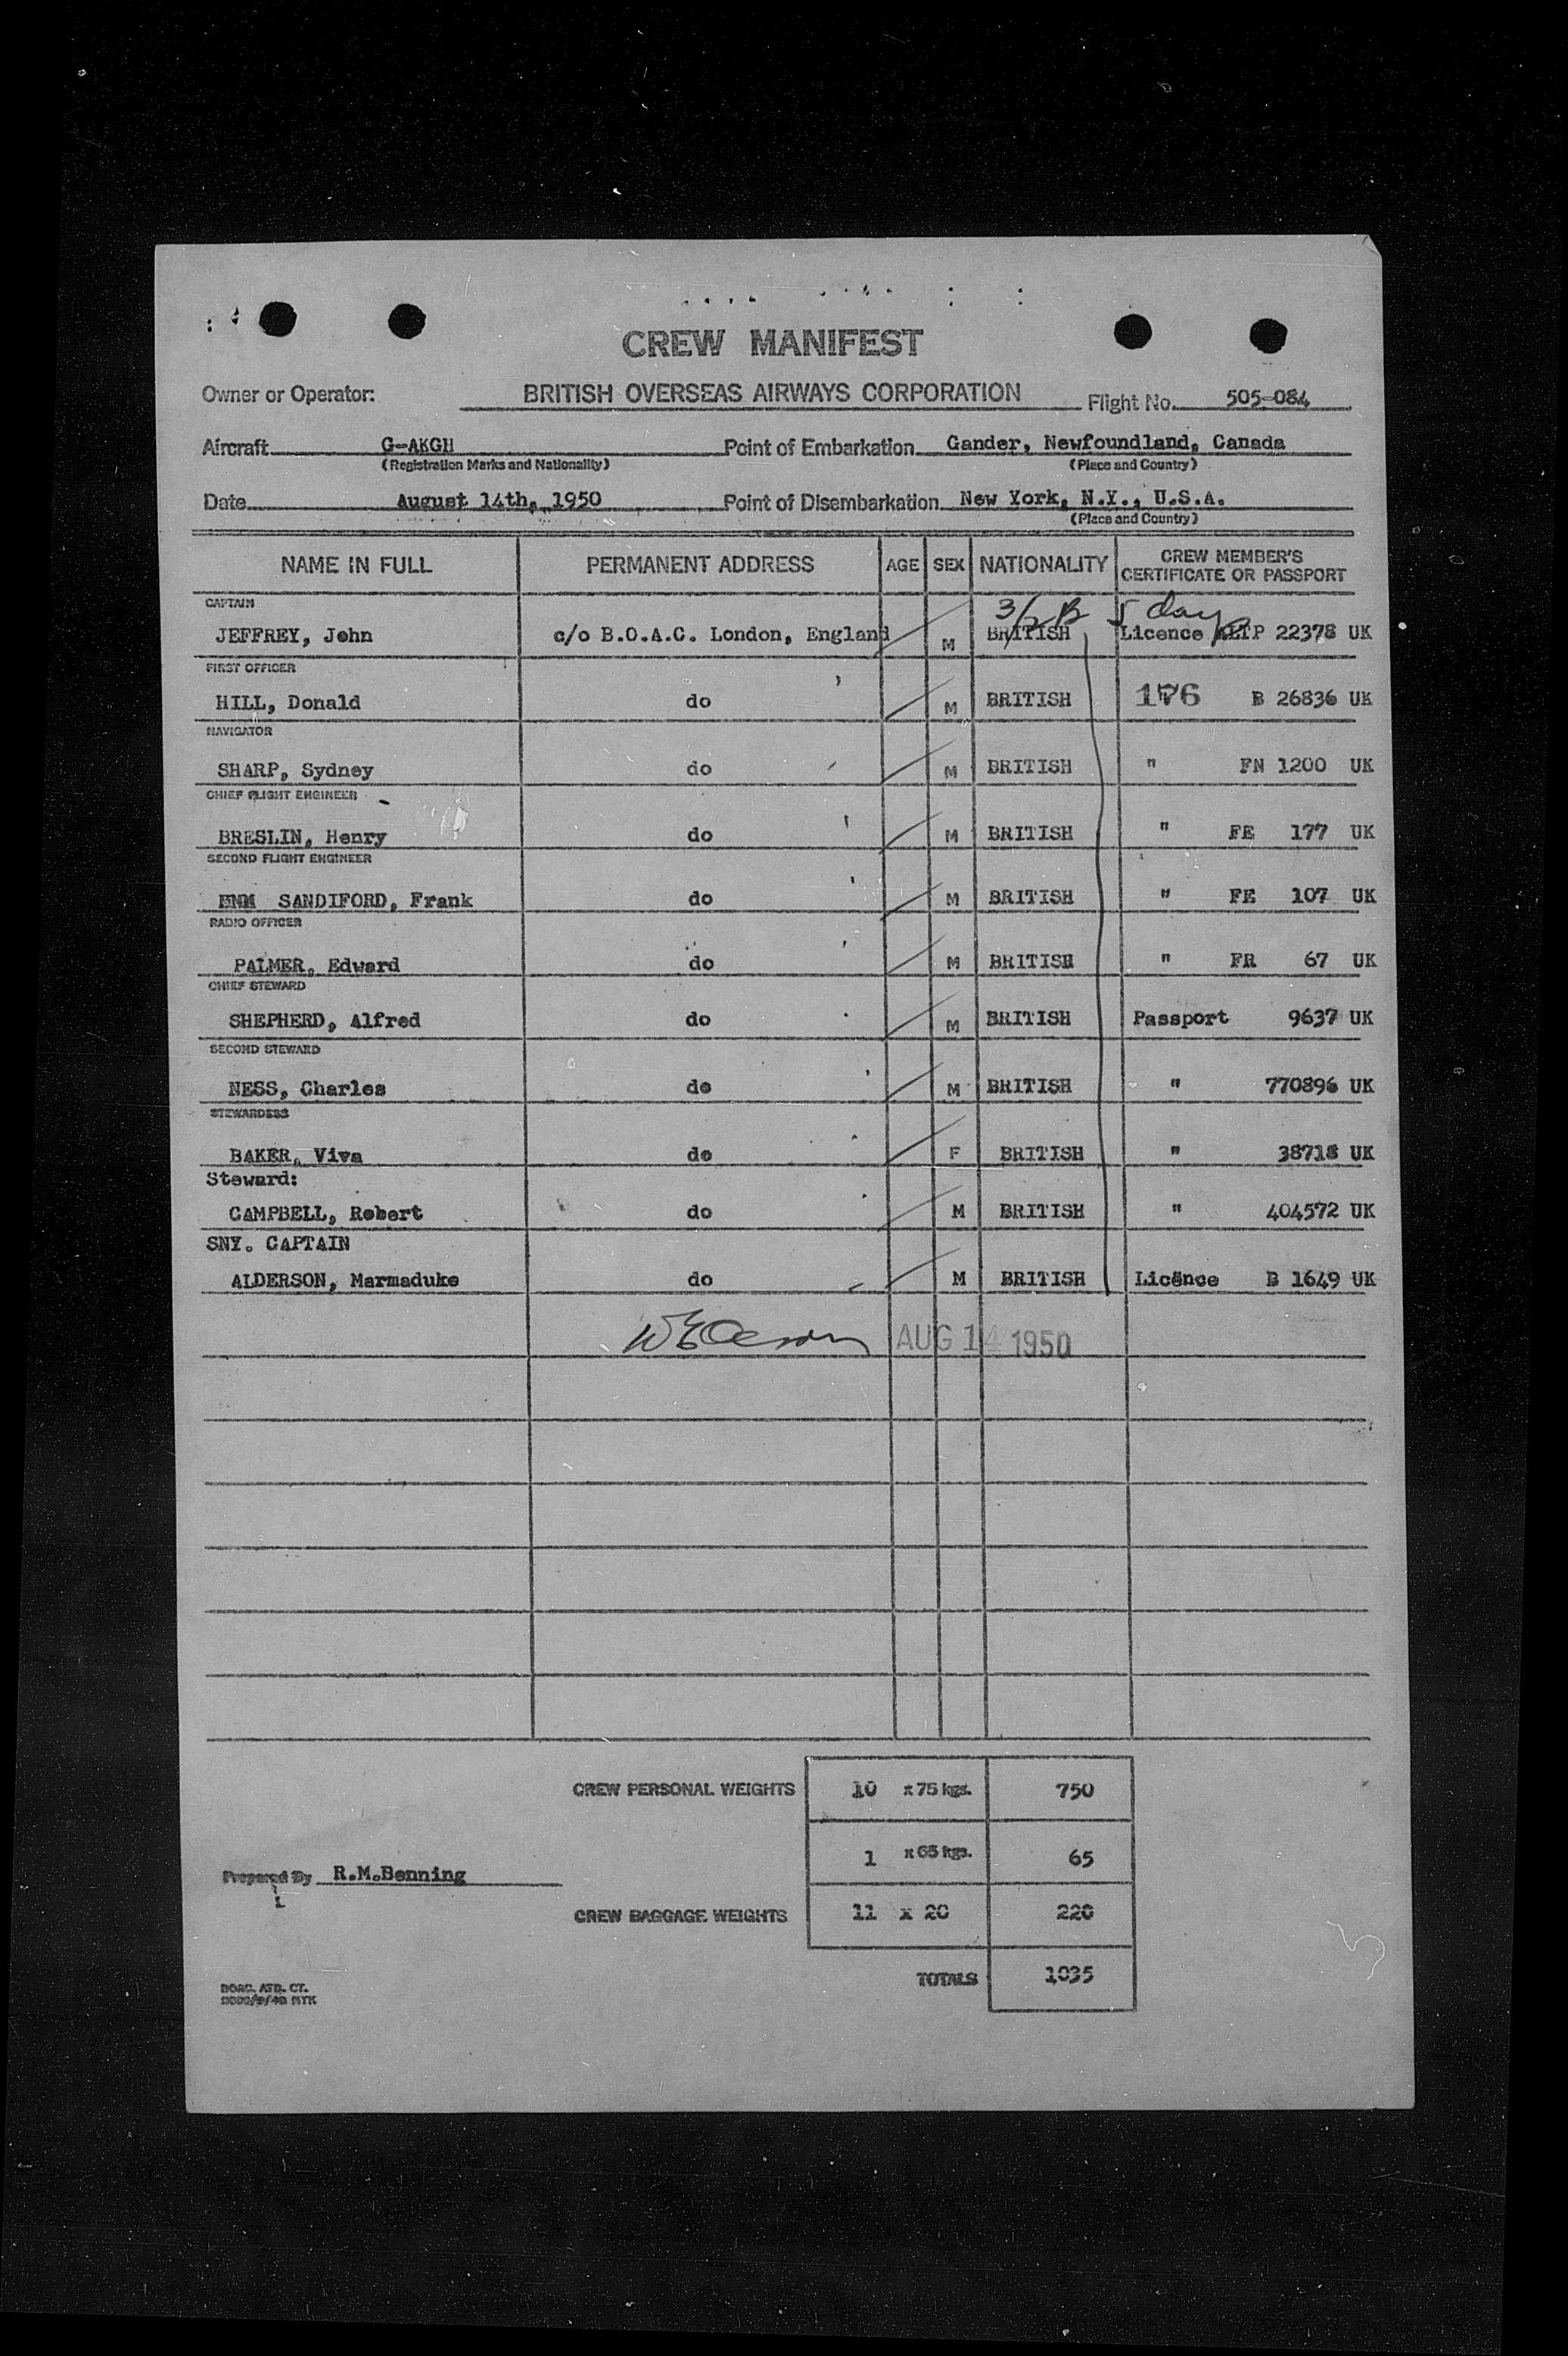 CREW MANIFEST
Owner or Operator: BRITISH OVERSEAS AIRWAYS CORPORATION Flight No. 505-084
Aircraft G-AKGH Point of Embarkation Gander, Newfoundland, Canada
(Registration Marks and Nationality) (Place and Country)
Date August 14th, 1950 Point of Disembarkation New York, N.Y., U.S.A.
(Place and Country)
NAME IN FULL PERMANENT ADDRESS AGE SEX NATIONALITY CREW MEMBER'S CERTIFICATE OR PASSPORT
CAPTAIN 5 days
JEFFREY, John c/o B.O.A.C. London, England M BRITISH Licence 22378 UK
FIRST OFFICER
HILL, Donald do M BRITISH 176 B 26836 UK
NAVIGATOR
SHARP, Sydney do M BRITISH " FN 1200 UK
CHIEF FLIGHT ENGINEER
BRESLIN, Henry do M BRITISH " FE 177 UK
SECOND FLIGHT ENGINEER
SANDIFORD, Frank do M BRITISH " FE 107 UK
RADIO OFFICER
PALMER, Edward do M BRITISH " FR 67 UK
CHIEF STEWARD
SHEPHERD, Alfred do M BRITISH Passport 9637 UK
SECOND STEWARD
NESS, Charles do M BRITISH " 770896 UK
STEWARDESS
BAKER, Viva do F BRITISH " 38718 UK
Steward:
CAMPBELL, Robert do M BRITISH " 404572 UK
SNY. CAPTAIN
ALDERSON, Marmaduke do M BRITISH Licence B 1649 UK
AUG 14 1950
CREW PERSONAL WEIGHTS 10 x 75 kgs. 750
1 x 65 kgs. 65
Prepared By R.M.Benning
CREW BAGGAGE WEIGHTS 11 x 20 220
TOTALS 1035